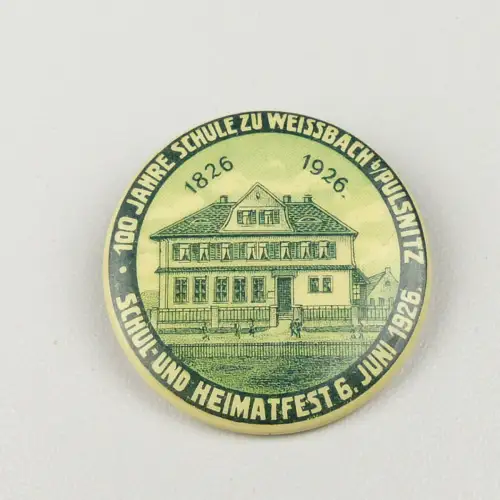 · 100 JAHRE SCHULE ZU WEISSBACH b/PULSNITZ
1826 1926.
SCHUL UND HEIMATFEST 6. JUNI 1926.